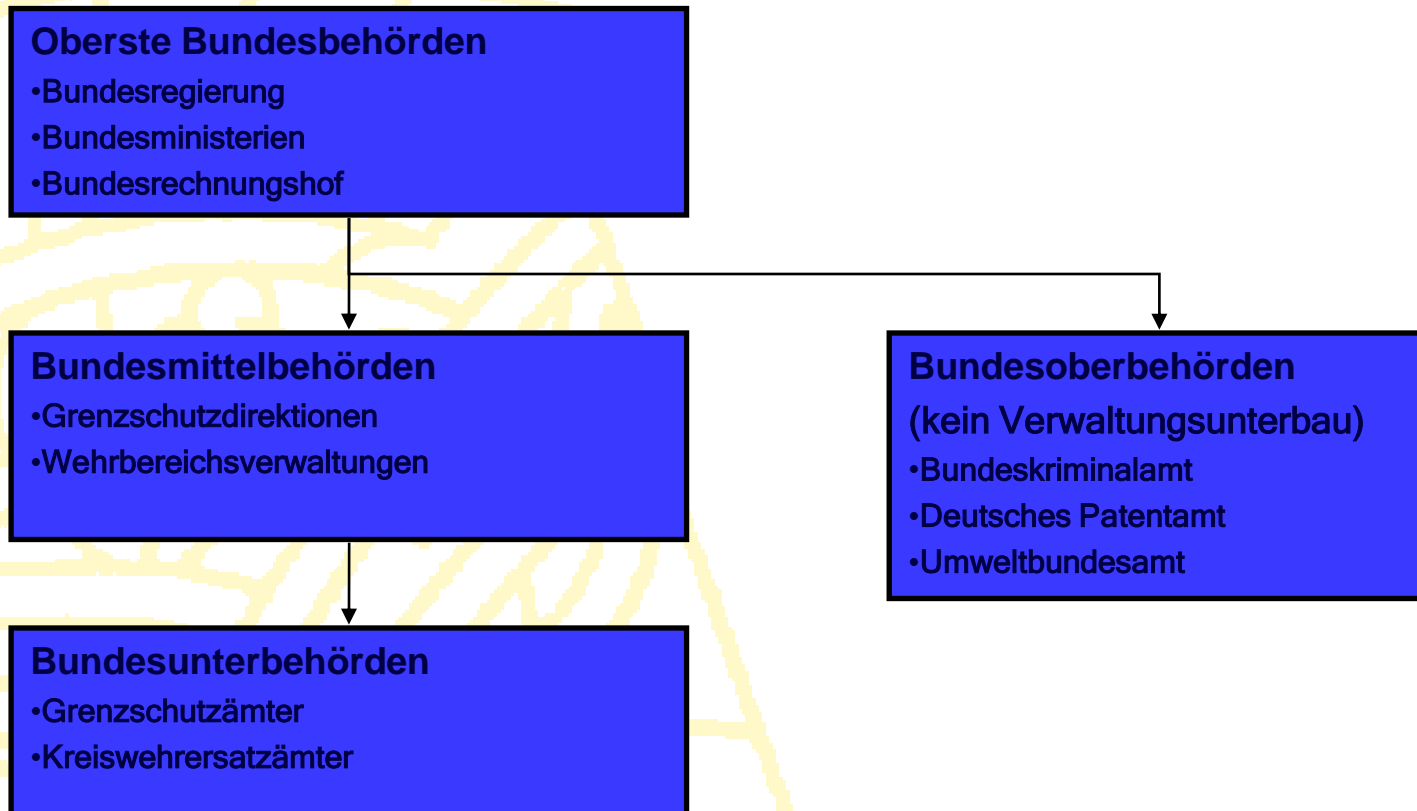 Oberste Bundesbehörden
•Bundesregierung
•Bundesministerien
•Bundesrechnungshof
Bundesmittelbehörden
•Grenzschutzdirektionen
•Wehrbereichsverwaltungen
Bundesoberbehörden
(kein Verwaltungsunterbau)
•Bundeskriminalamt
•Deutsches Patentamt
•Umweltbundesamt
Bundesunterbehörden
•Grenzschutzämter
•Kreiswehrersatzämter